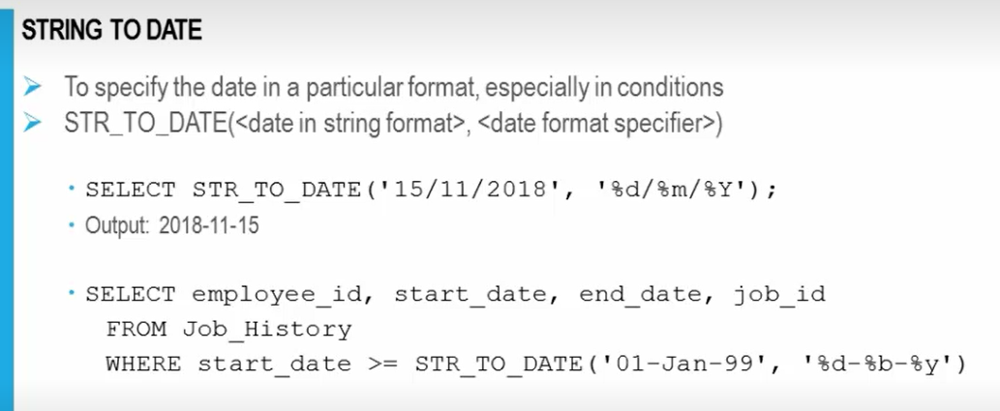 STRING TO DATE
To specify the date in a particular format, especially in conditions
STR_TO_DATE(<date in string format>, <date format specifier>)
SELECT STR_TO_DATE('15/11/2018', '%d/%m/%Y');
Output: 2018-11-15
SELECT employee_id, start_date, end_date, job_id
FROM Job_History
WHERE start_date >= STR_TO_DATE('01-Jan-99', '%d-%b-%y')